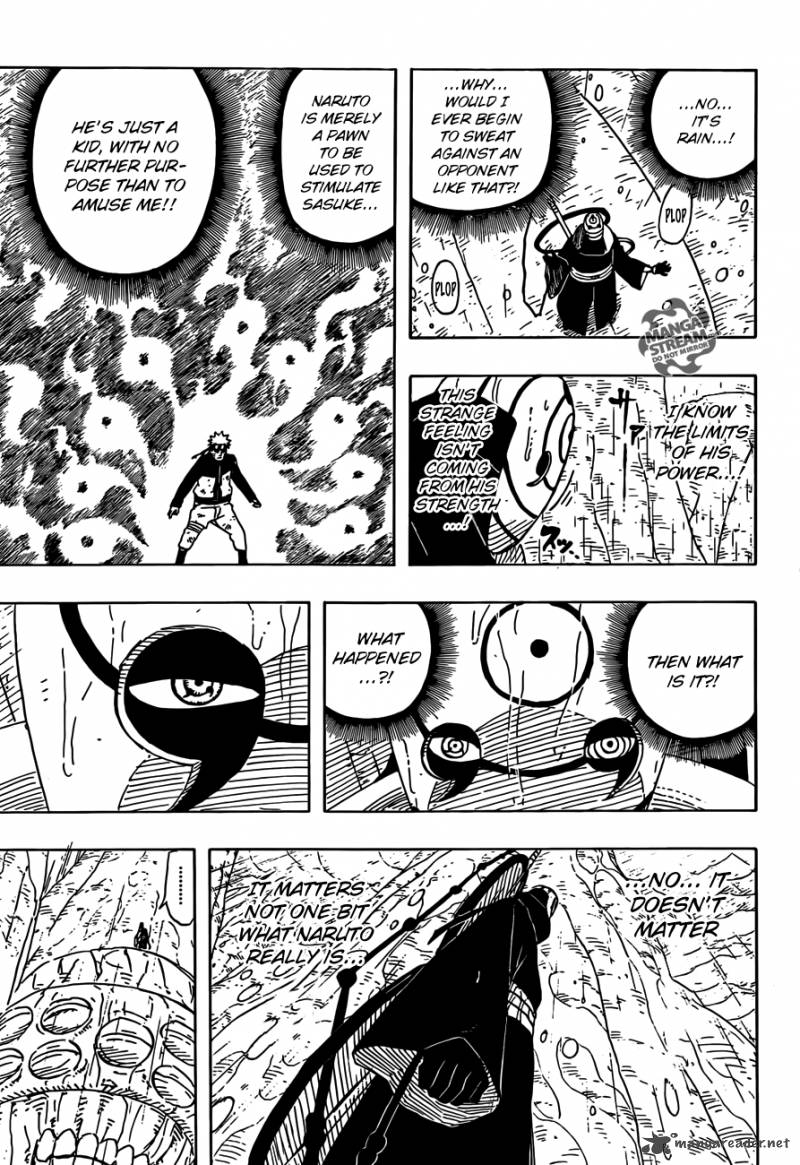 ...NO.
IT'S
RAIN...!
...WHY...
WOULD I
EVER BEGIN
TO SWEAT
AGAINST AN
OPPONENT
LIKE THAT?!
PLOP
PLOP
MANGA
STREAM
DO NOT MIRROR
NARUTO
IS MERELY
A PAWN
TO BE
USED TO
STIMULATE
SASUKE...
HE'S JUST A
KID, WITH NO
FURTHER PUR-
POSE THAN TO
AMUSE ME!!
I KNOW
THE LIMITS
OF HIS
POWER...!
サァ
スッ..
THIS
STRANGE
FEELING
ISN'T
COMING
FROM HIS
STRENGTH
...!
THEN WHAT
IS IT?!
WHAT
HAPPENED
...?!
...NO... IT
DOESN'T
MATTER
IT MATTERS
NOT ONE BIT
WHAT NARUTO
REALLY IS...
.........
mangareader.net